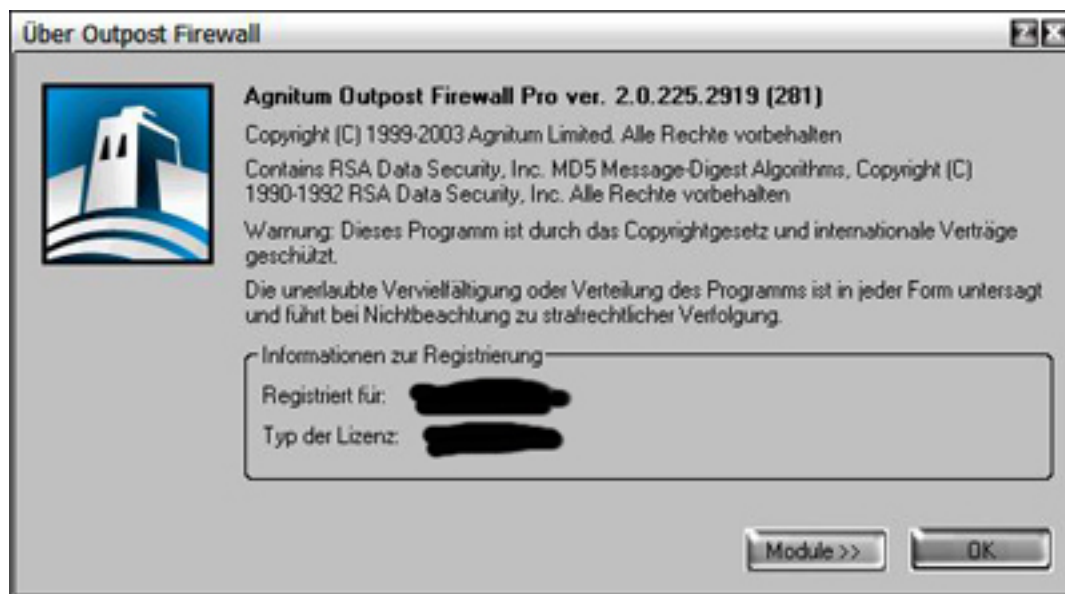 Über Outpost Firewall
Agnitum Outpost Firewall Pro ver. 2.0.225.2919 (281)
Copyright (C) 1999-2003 Agnitum Limited. Alle Rechte vorbehalten
Contains RSA Data Security, Inc. MD5 Message-Digest Algorithms, Copyright (C)
1990-1992 RSA Data Security, Inc. Alle Rechte vorbehalten
Warnung: Dieses Programm ist durch das Copyrightgesetz und internationale Verträge
geschützt.
Die unerlaubte Vervielfältigung oder Verteilung des Programms ist in jeder Form untersagt
und führt bei Nichtbeachtung zu strafrechtlicher Verfolgung.
Informationen zur Registrierung
Registriert für:
Typ der Lizenz:
Module >> OK